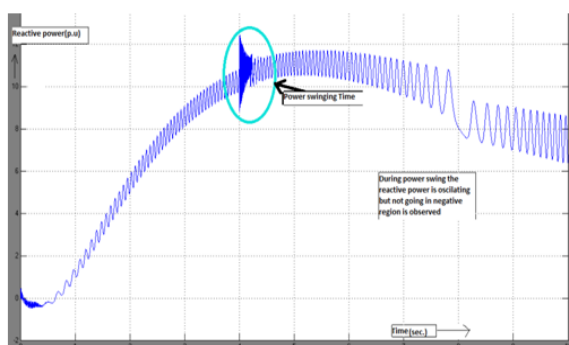 Reactive power(p.u)
10
8
6
4
2
0
-2
Power swinging Time
During power swing the
reactive power is oscilating
but not going in negative
region is observed
Time(sec.)